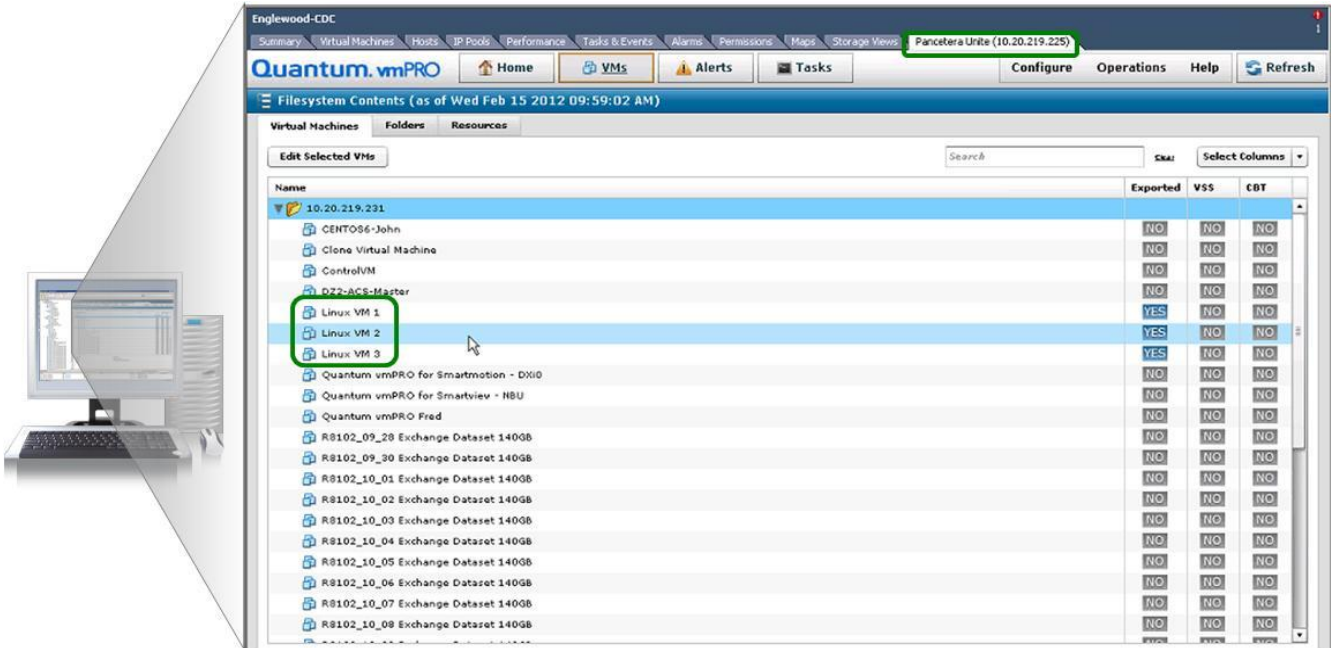 Englewood-CDC
1
Summary Virtual Machines Hosts IP Pools Performance Tasks & Events Alarms Permissions Maps Storage Views Pancetera Unite (10.20.219.225)
Quantum. vmPRO Home VMs Alerts Tasks Configure Operations Help Refresh
Filesystem Contents (as of Wed Feb 15 2012 09:59:02 AM)
Virtual Machines Folders Resources
Edit Selected VMs Search Clear Select Columns
Name Exported VSS CBT
10.20.219.231
CENTOS6-John NO NO NO
Clone Virtual Machine NO NO NO
ControlVM NO NO NO
DZ2-ACS-Master NO NO NO
Linux VM 1 YES NO NO
Linux VM 2 YES NO NO
Linux VM 3 YES NO NO
Quantum vmPRO for Smartmotion - DXi0 NO NO NO
Quantum vmPRO for Smartview - NBU NO NO NO
Quantum vmPRO Fred NO NO NO
R8102_09_28 Exchange Dataset 140GB NO NO NO
R8102_09_30 Exchange Dataset 140GB NO NO NO
R8102_10_01 Exchange Dataset 140GB NO NO NO
R8102_10_02 Exchange Dataset 140GB NO NO NO
R8102_10_03 Exchange Dataset 140GB NO NO NO
R8102_10_04 Exchange Dataset 140GB NO NO NO
R8102_10_05 Exchange Dataset 140GB NO NO NO
R8102_10_06 Exchange Dataset 140GB NO NO NO
R8102_10_07 Exchange Dataset 140GB NO NO NO
R8102_10_08 Exchange Dataset 140GB NO NO NO